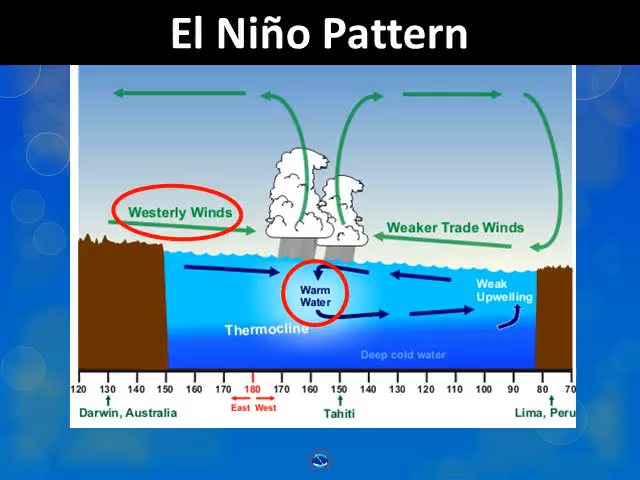 El Niño Pattern
Westerly Winds
Weaker Trade Winds
Warm
Water
Weak
Upwelling
Thermocline
Deep cold water
120 130 140 150 160 170 180 170 160 150 140 130 120 110 100 90 80 70
East West
Darwin, Australia
Tahiti
Lima, Peru